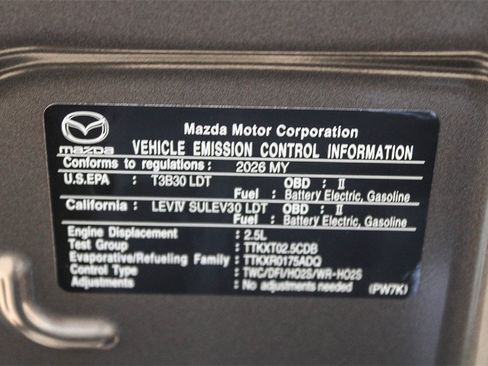 mazda
Mazda Motor Corporation
VEHICLE EMISSION CONTROL INFORMATION
Conforms to regulations: 2026 MY
U.S.EPA : T3B30 LDT OBD : II
Fuel : Battery Electric, Gasoline
California : LEVIV SULEV30 LDT OBD : II
Fuel : Battery Electric, Gasoline
Engine Displacement : 2.5L
Test Group : TTKXT02.5CDB
Evaporative/Refueling Family : TTKXR0175ADQ
Control Type : TWC/DFI/HO2S/WR-HO2S
Adjustments : No adjustments needed (PW7K)